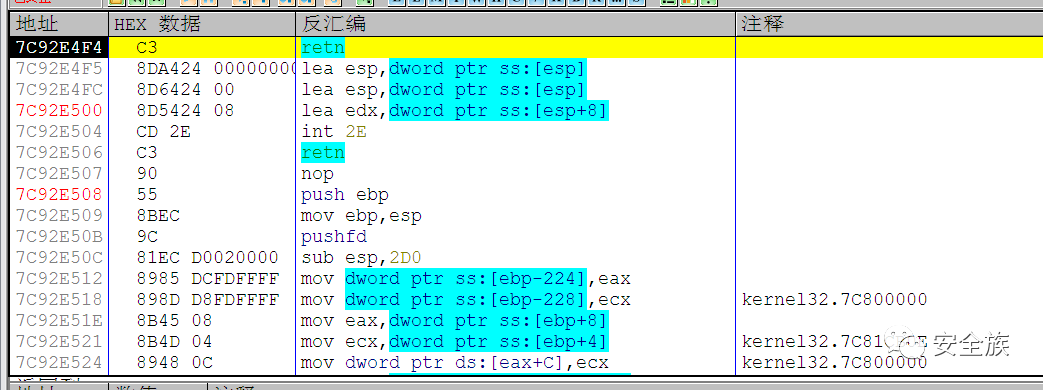 地址 HEX 数据 反汇编 注释
7C92E4F4 C3 retn
7C92E4F5 8DA424 00000000 lea esp,dword ptr ss:[esp]
7C92E4FC 8D6424 00 lea esp,dword ptr ss:[esp]
7C92E500 8D5424 08 lea edx,dword ptr ss:[esp+8]
7C92E504 CD 2E int 2E
7C92E506 C3 retn
7C92E507 90 nop
7C92E508 55 push ebp
7C92E509 8BEC mov ebp,esp
7C92E50B 9C pushfd
7C92E50C 81EC D0020000 sub esp,2D0
7C92E512 8985 DCFDFFFF mov dword ptr ss:[ebp-224],eax
7C92E518 898D D8FDFFFF mov dword ptr ss:[ebp-228],ecx kernel32.7C800000
7C92E51E 8B45 08 mov eax,dword ptr ss:[ebp+8]
7C92E521 8B4D 04 mov ecx,dword ptr ss:[ebp+4]
7C92E524 8948 0C mov dword ptr ds:[eax+C],ecx kernel32.7C800000
安全族